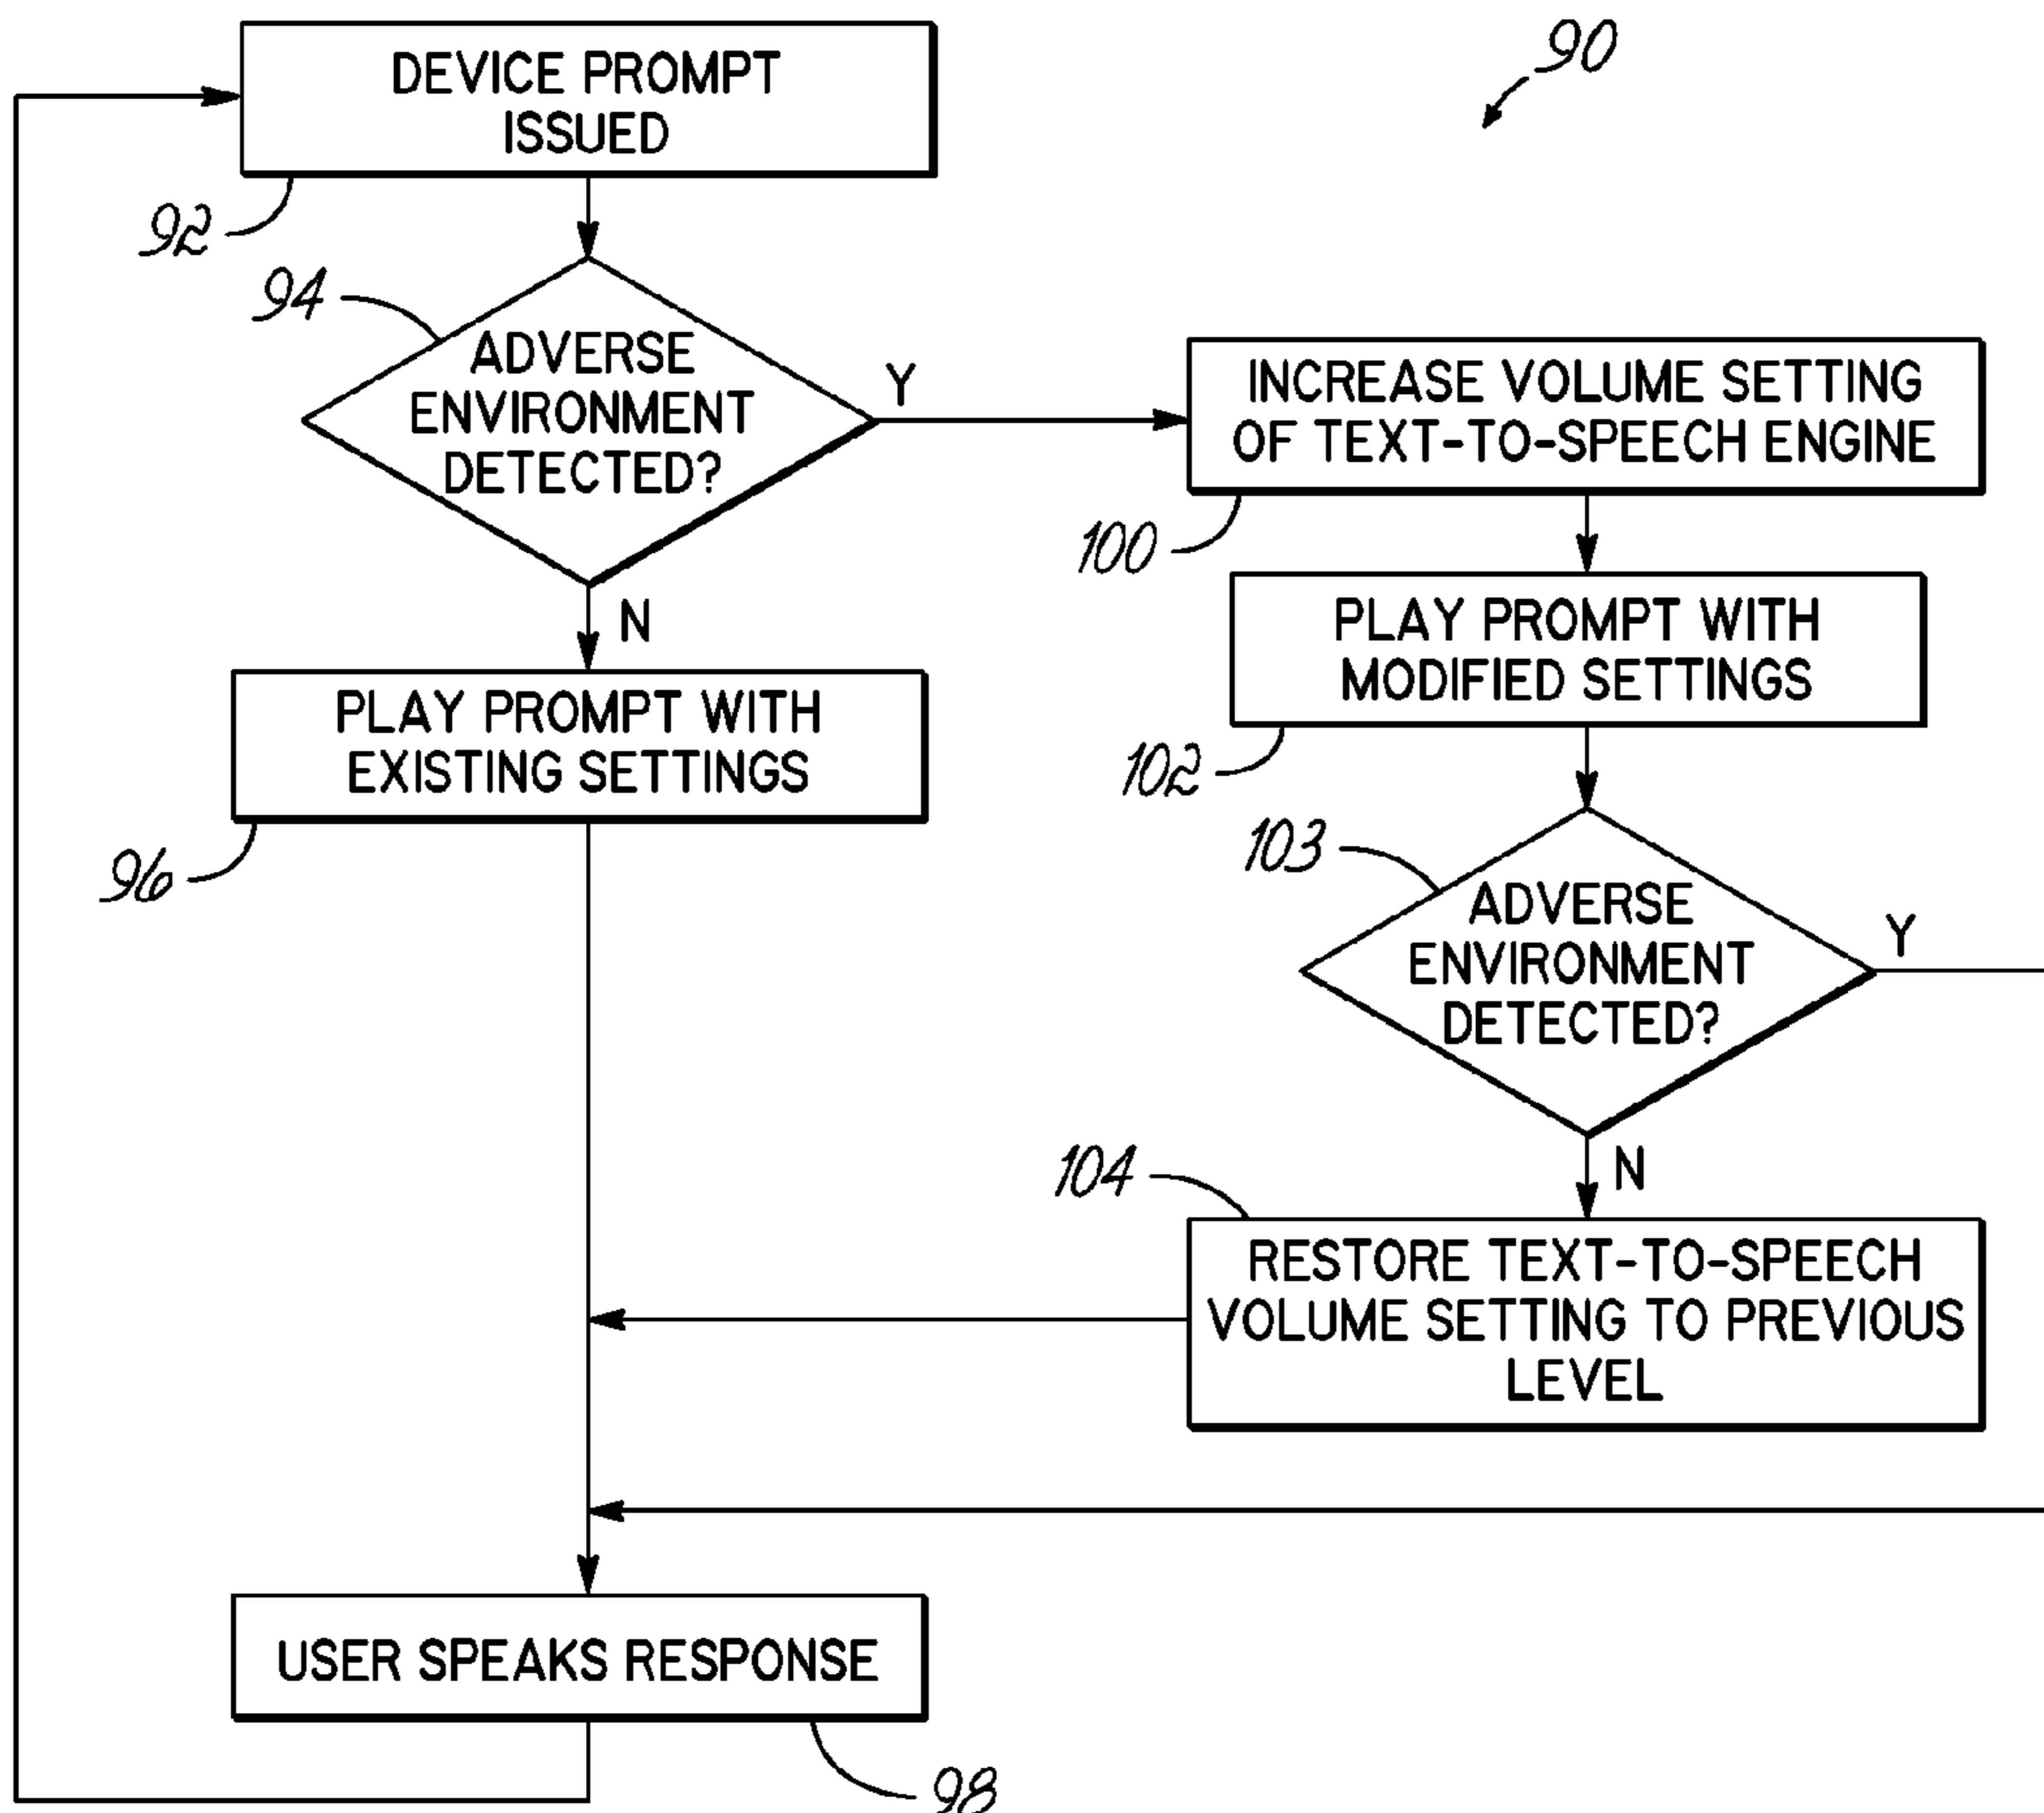 90
DEVICE PROMPT
ISSUED
92
94
ADVERSE
ENVIRONMENT
DETECTED?
Y
N
INCREASE VOLUME SETTING
OF TEXT-TO-SPEECH ENGINE
100
PLAY PROMPT WITH
MODIFIED SETTINGS
102
PLAY PROMPT WITH
EXISTING SETTINGS
96
103
ADVERSE
ENVIRONMENT
DETECTED?
Y
N
104
RESTORE TEXT-TO-SPEECH
VOLUME SETTING TO PREVIOUS
LEVEL
USER SPEAKS RESPONSE
98